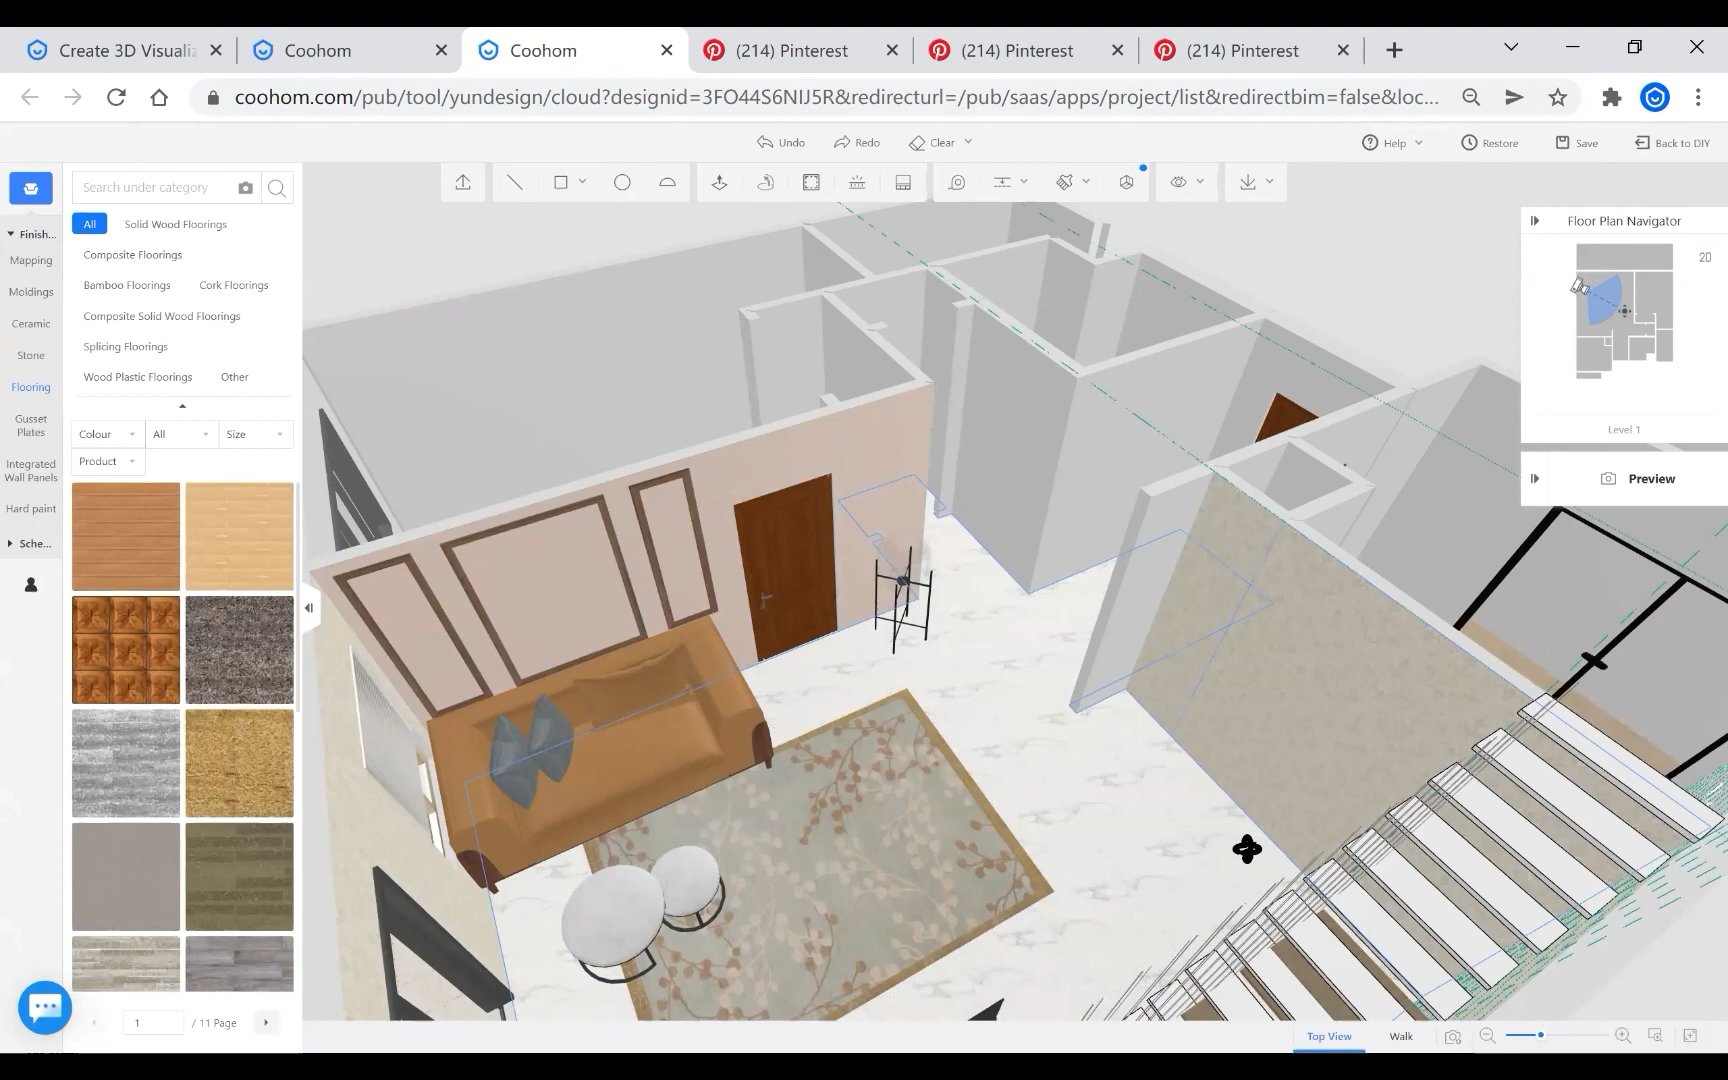 Create 3D Visualiz
Coohom
Coohom
(214) Pinterest
(214) Pinterest
(214) Pinterest
coohom.com/pub/tool/yundesign/cloud?designid=3FO44S6NIJ5R&redirecturl=/pub/saas/apps/project/list&redirectbim=false&loc...
Undo
Redo
Clear
Help
Restore
Save
Back to DIY
Search under category
All
Solid Wood Floorings
Composite Floorings
Bamboo Floorings
Cork Floorings
Composite Solid Wood Floorings
Splicing Floorings
Wood Plastic Floorings
Other
Finish...
Mapping
Moldings
Ceramic
Stone
Flooring
Gusset
Plates
Integrated
Wall Panels
Hard paint
Sche...
Colour
All
Size
Product
1
/ 11 Page
Floor Plan Navigator
20
Level 1
Preview
Top View
Walk